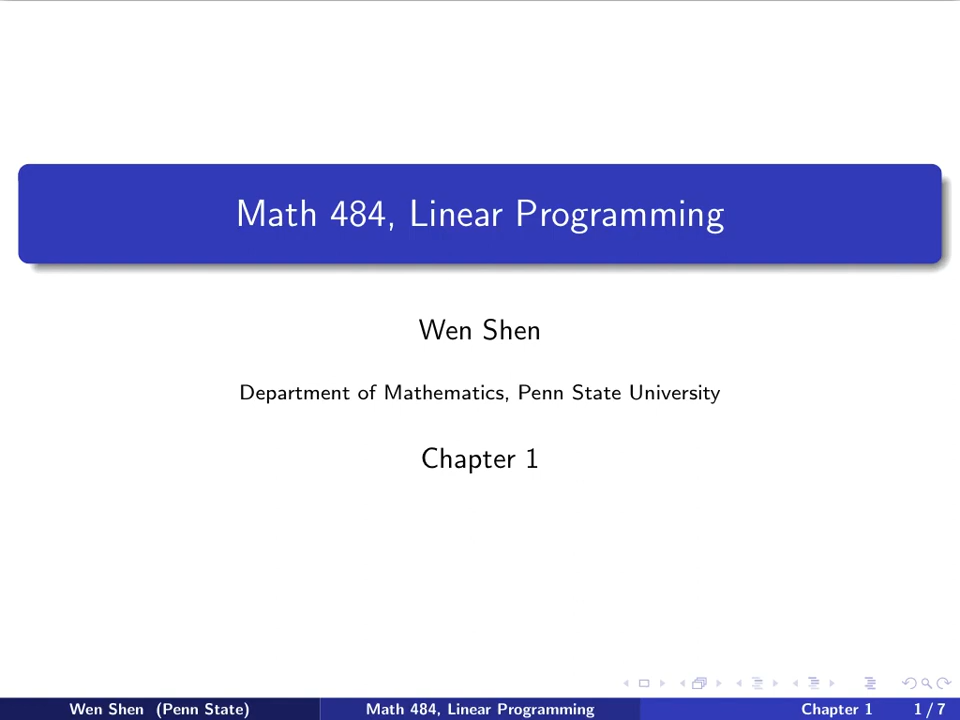 Math 484, Linear Programming
Wen Shen
Department of Mathematics, Penn State University
Chapter 1
Wen Shen (Penn State) Math 484, Linear Programming Chapter 1 1 / 7